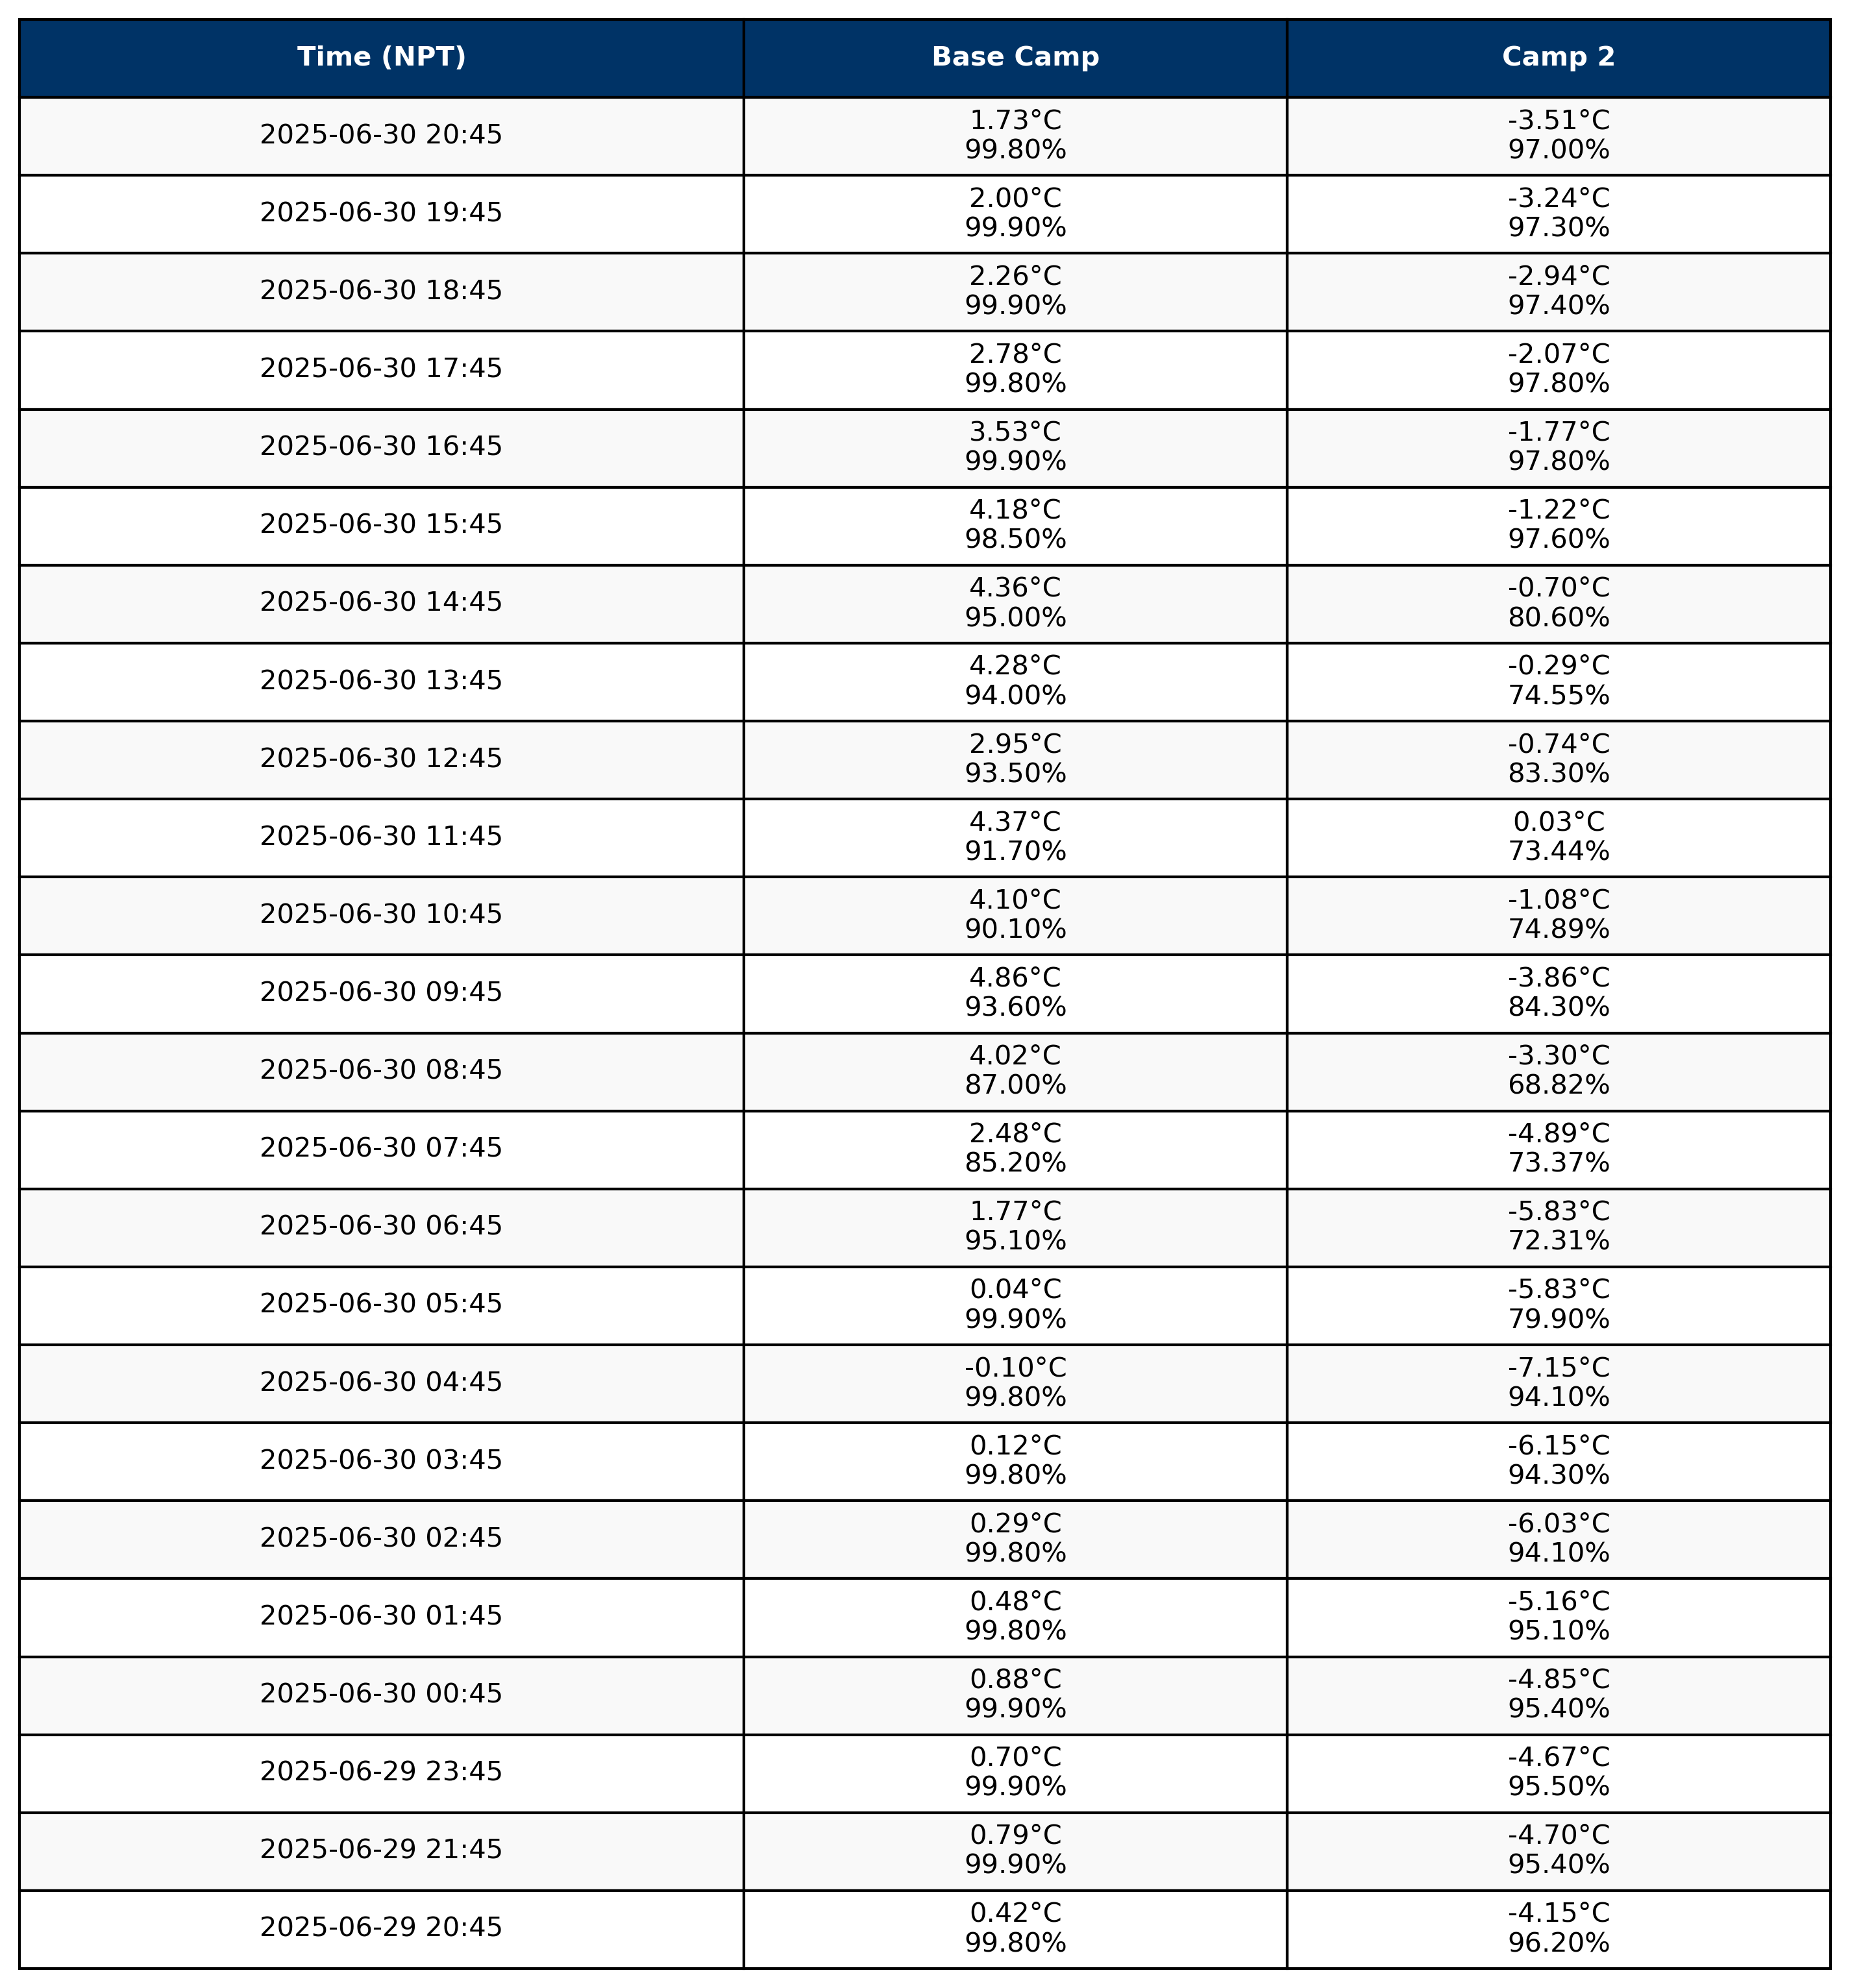 Time (NPT) Base Camp Camp 2
2025-06-30 20:45 1.73°C -3.51°C
99.80% 97.00%
2025-06-30 19:45 2.00°C -3.24°C
99.90% 97.30%
2025-06-30 18:45 2.26°C -2.94°C
99.90% 97.40%
2025-06-30 17:45 2.78°C -2.07°C
99.80% 97.80%
2025-06-30 16:45 3.53°C -1.77°C
99.90% 97.80%
2025-06-30 15:45 4.18°C -1.22°C
98.50% 97.60%
2025-06-30 14:45 4.36°C -0.70°C
95.00% 80.60%
2025-06-30 13:45 4.28°C -0.29°C
94.00% 74.55%
2025-06-30 12:45 2.95°C -0.74°C
93.50% 83.30%
2025-06-30 11:45 4.37°C 0.03°C
91.70% 73.44%
2025-06-30 10:45 4.10°C -1.08°C
90.10% 74.89%
2025-06-30 09:45 4.86°C -3.86°C
93.60% 84.30%
2025-06-30 08:45 4.02°C -3.30°C
87.00% 68.82%
2025-06-30 07:45 2.48°C -4.89°C
85.20% 73.37%
2025-06-30 06:45 1.77°C -5.83°C
95.10% 72.31%
2025-06-30 05:45 0.04°C -5.83°C
99.90% 79.90%
2025-06-30 04:45 -0.10°C -7.15°C
99.80% 94.10%
2025-06-30 03:45 0.12°C -6.15°C
99.80% 94.30%
2025-06-30 02:45 0.29°C -6.03°C
99.80% 94.10%
2025-06-30 01:45 0.48°C -5.16°C
99.80% 95.10%
2025-06-30 00:45 0.88°C -4.85°C
99.90% 95.40%
2025-06-29 23:45 0.70°C -4.67°C
99.90% 95.50%
2025-06-29 21:45 0.79°C -4.70°C
99.90% 95.40%
2025-06-29 20:45 0.42°C -4.15°C
99.80% 96.20%